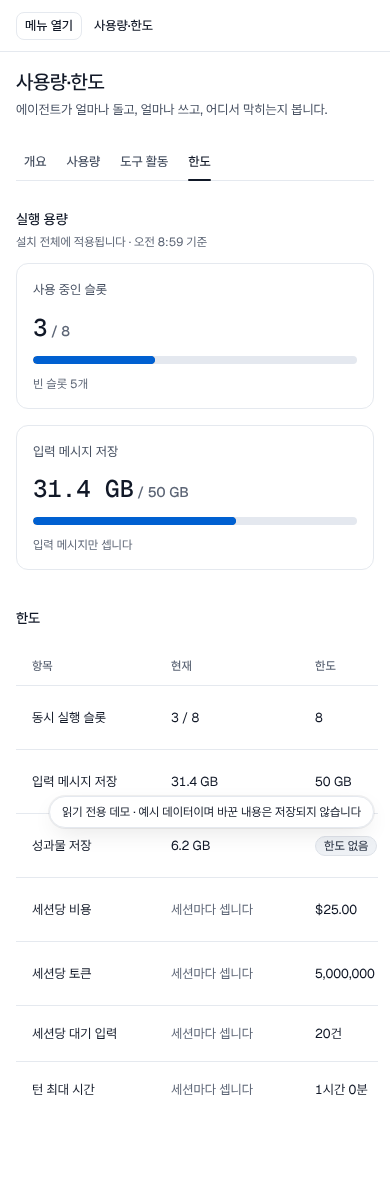 메뉴 열기 사용량·한도
사용량·한도
에이전트가 얼마나 돌고, 얼마나 쓰고, 어디서 막히는지 봅니다.
개요 사용량 도구 활동 한도
실행 용량
설치 전체에 적용됩니다 · 오전 8:59 기준
사용 중인 슬롯
3 / 8
빈 슬롯 5개
입력 메시지 저장
31.4 GB / 50 GB
입력 메시지만 셉니다
한도
항목 현재 한도
동시 실행 슬롯 3 / 8 8
입력 메시지 저장 31.4 GB 50 GB
읽기 전용 데모 · 예시 데이터이며 바꾼 내용은 저장되지 않습니다
성과물 저장 6.2 GB 한도 없음
세션당 비용 세션마다 셉니다 $25.00
세션당 토큰 세션마다 셉니다 5,000,000
세션당 대기 입력 세션마다 셉니다 20건
턴 최대 시간 세션마다 셉니다 1시간 0분